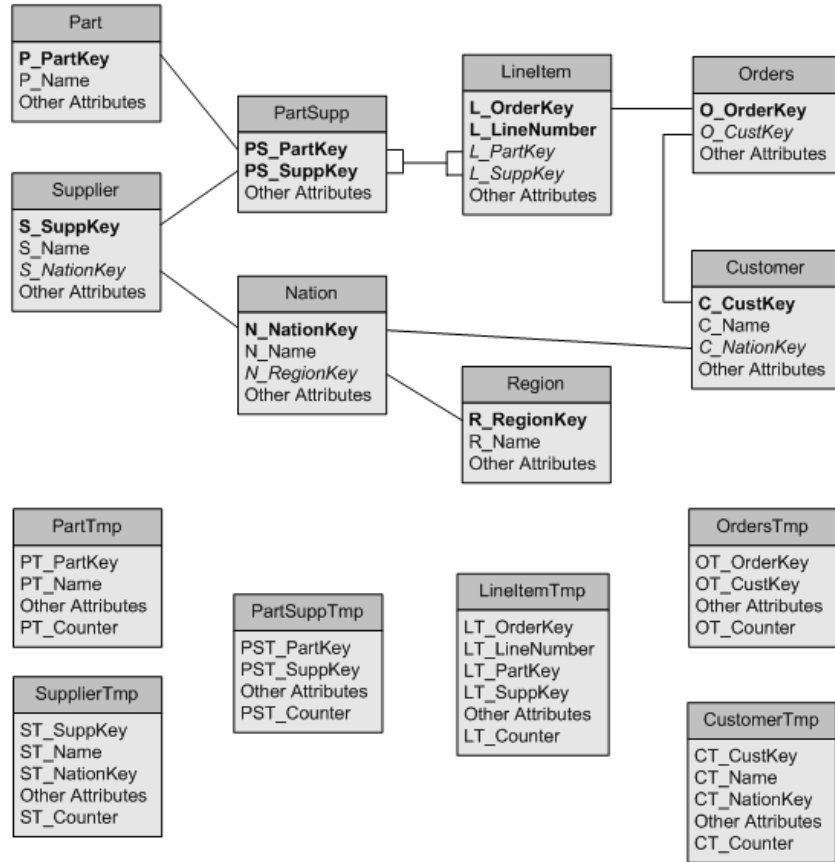 Part
P_PartKey
P_Name
Other Attributes
Supplier
S_SuppKey
S_Name
S_NationKey
Other Attributes
PartSupp
PS_PartKey
PS_SuppKey
Other Attributes
Nation
N_NationKey
N_Name
N_RegionKey
Other Attributes
LineItem
L_OrderKey
L_LineNumber
L_PartKey
L_SuppKey
Other Attributes
Region
R_RegionKey
R_Name
Other Attributes
Orders
O_OrderKey
O_CustKey
Other Attributes
Customer
C_CustKey
C_Name
C_NationKey
Other Attributes
PartTmp
PT_PartKey
PT_Name
Other Attributes
PT_Counter
SupplierTmp
ST_SuppKey
ST_Name
ST_NationKey
Other Attributes
ST_Counter
PartSuppTmp
PST_PartKey
PST_SuppKey
Other Attributes
PST_Counter
LineItemTmp
LT_OrderKey
LT_LineNumber
LT_PartKey
LT_SuppKey
Other Attributes
LT_Counter
OrdersTmp
OT_OrderKey
OT_CustKey
Other Attributes
OT_Counter
CustomerTmp
CT_CustKey
CT_Name
CT_NationKey
Other Attributes
CT_Counter